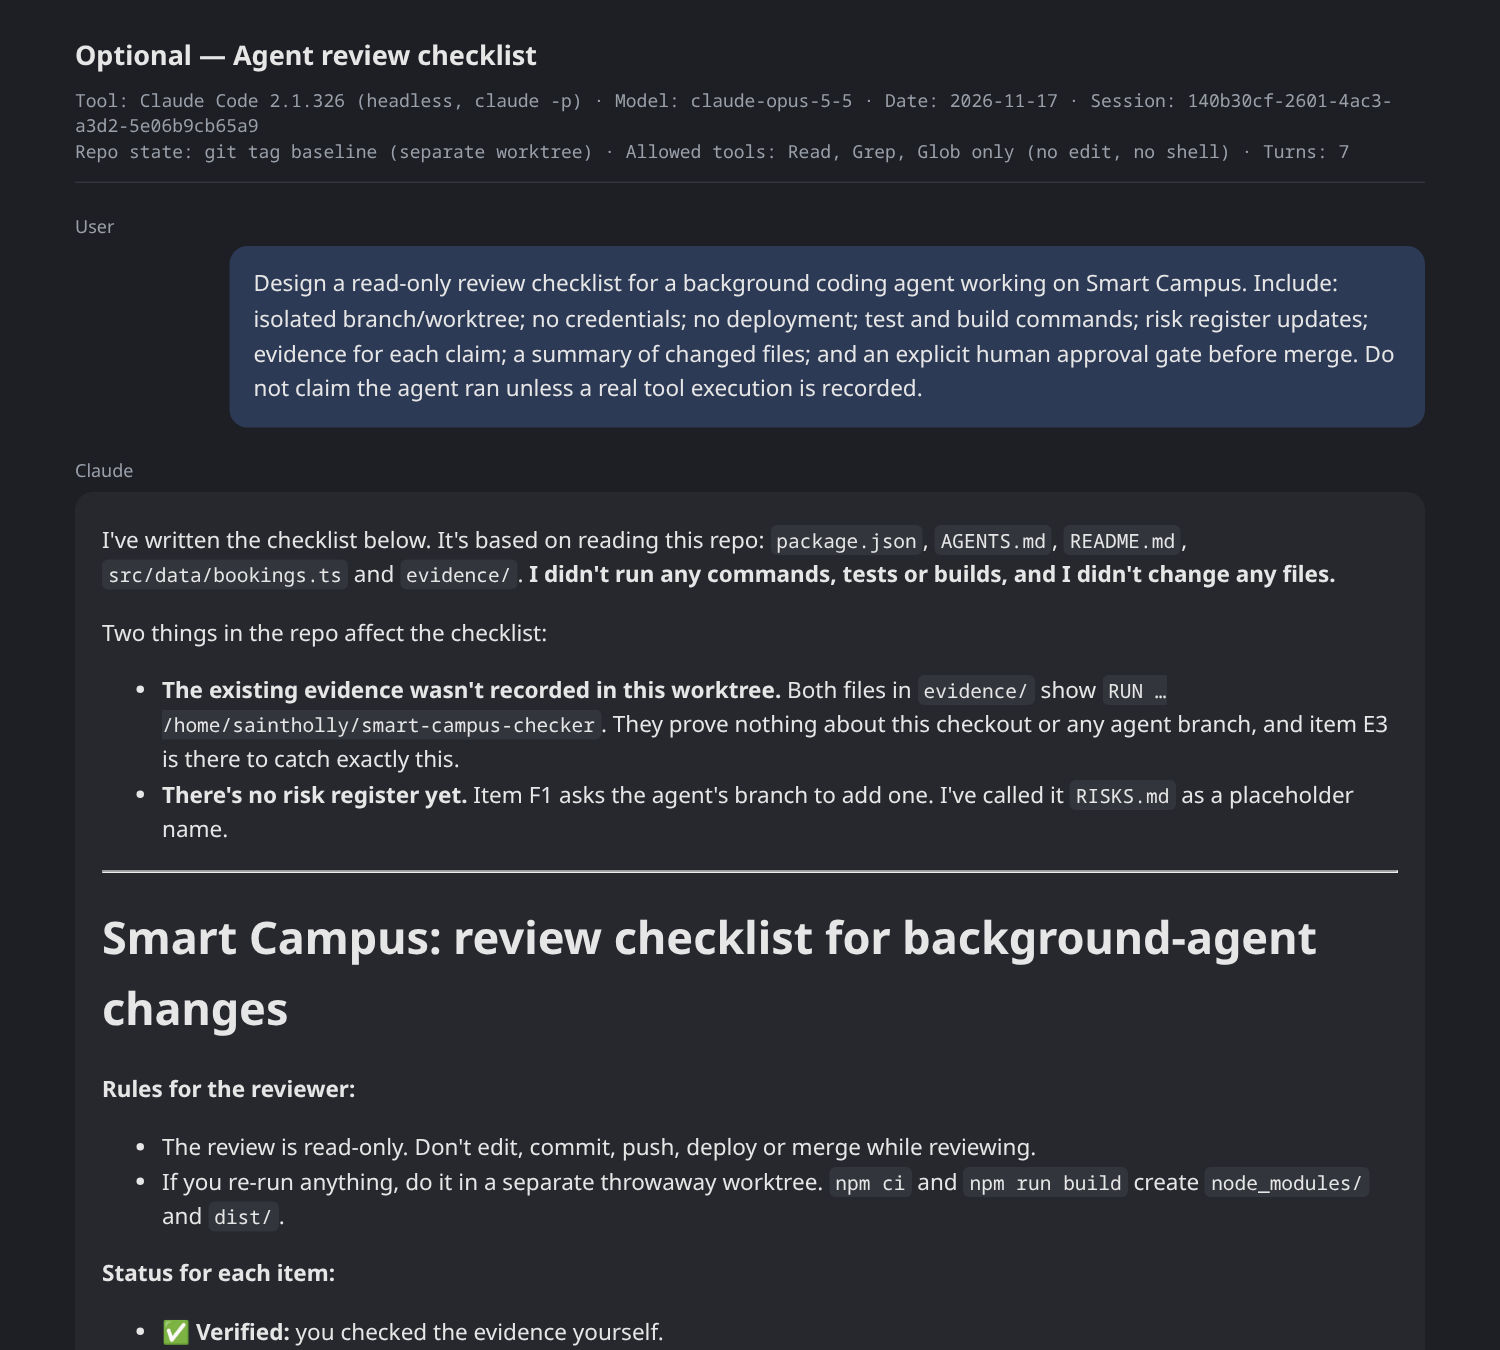 Optional — Agent review checklist
Tool: Claude Code 2.1.326 (headless, claude -p) · Model: claude-opus-5-5 · Date: 2026-11-17 · Session: 140b30cf-2601-4ac3-
a3d2-5e06b9cb65a9
Repo state: git tag baseline (separate worktree) · Allowed tools: Read, Grep, Glob only (no edit, no shell) · Turns: 7
User
Design a read-only review checklist for a background coding agent working on Smart Campus. Include:
isolated branch/worktree; no credentials; no deployment; test and build commands; risk register updates;
evidence for each claim; a summary of changed files; and an explicit human approval gate before merge. Do
not claim the agent ran unless a real tool execution is recorded.
Claude
I've written the checklist below. It's based on reading this repo: package.json, AGENTS.md, README.md,
src/data/bookings.ts and evidence/. I didn't run any commands, tests or builds, and I didn't change any files.
Two things in the repo affect the checklist:
• The existing evidence wasn't recorded in this worktree. Both files in evidence/ show RUN …
/home/saintholly/smart-campus-checker. They prove nothing about this checkout or any agent branch, and item E3
is there to catch exactly this.
• There's no risk register yet. Item F1 asks the agent's branch to add one. I've called it RISKS.md as a placeholder
name.
Smart Campus: review checklist for background-agent
changes
Rules for the reviewer:
• The review is read-only. Don't edit, commit, push, deploy or merge while reviewing.
• If you re-run anything, do it in a separate throwaway worktree. npm ci and npm run build create node_modules/
and dist/.
Status for each item:
• ✅ Verified: you checked the evidence yourself.